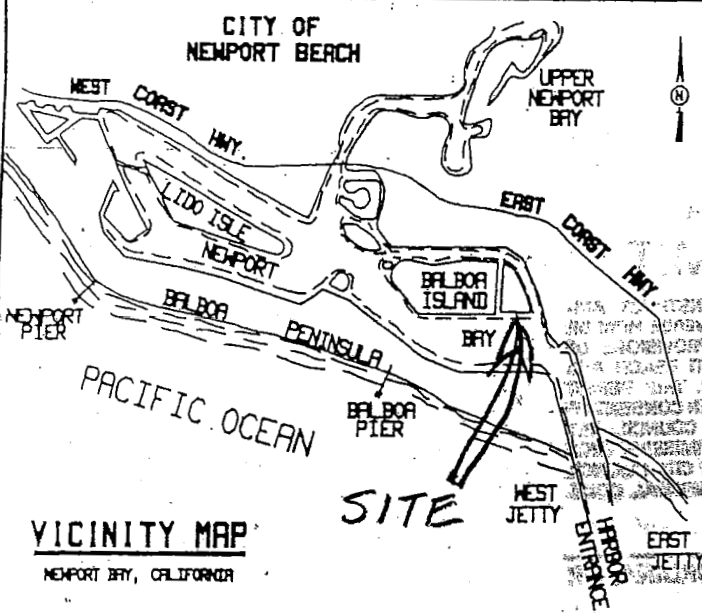 CITY OF
NEWPORT BEACH
UPPER
NEWPORT
BAY
N
WEST COAST HWY.
EAST COAST HWY.
LIDO ISLE
NEWPORT
BALBOA
ISLAND
BAY
NEWPORT
PIER
BALBOA PENINSULA
BALBOA
PIER
PACIFIC OCEAN
SITE
WEST
JETTY
HARBOR
ENTRANCE
EAST
JETTY
VICINITY MAP
NEWPORT BAY, CALIFORNIA